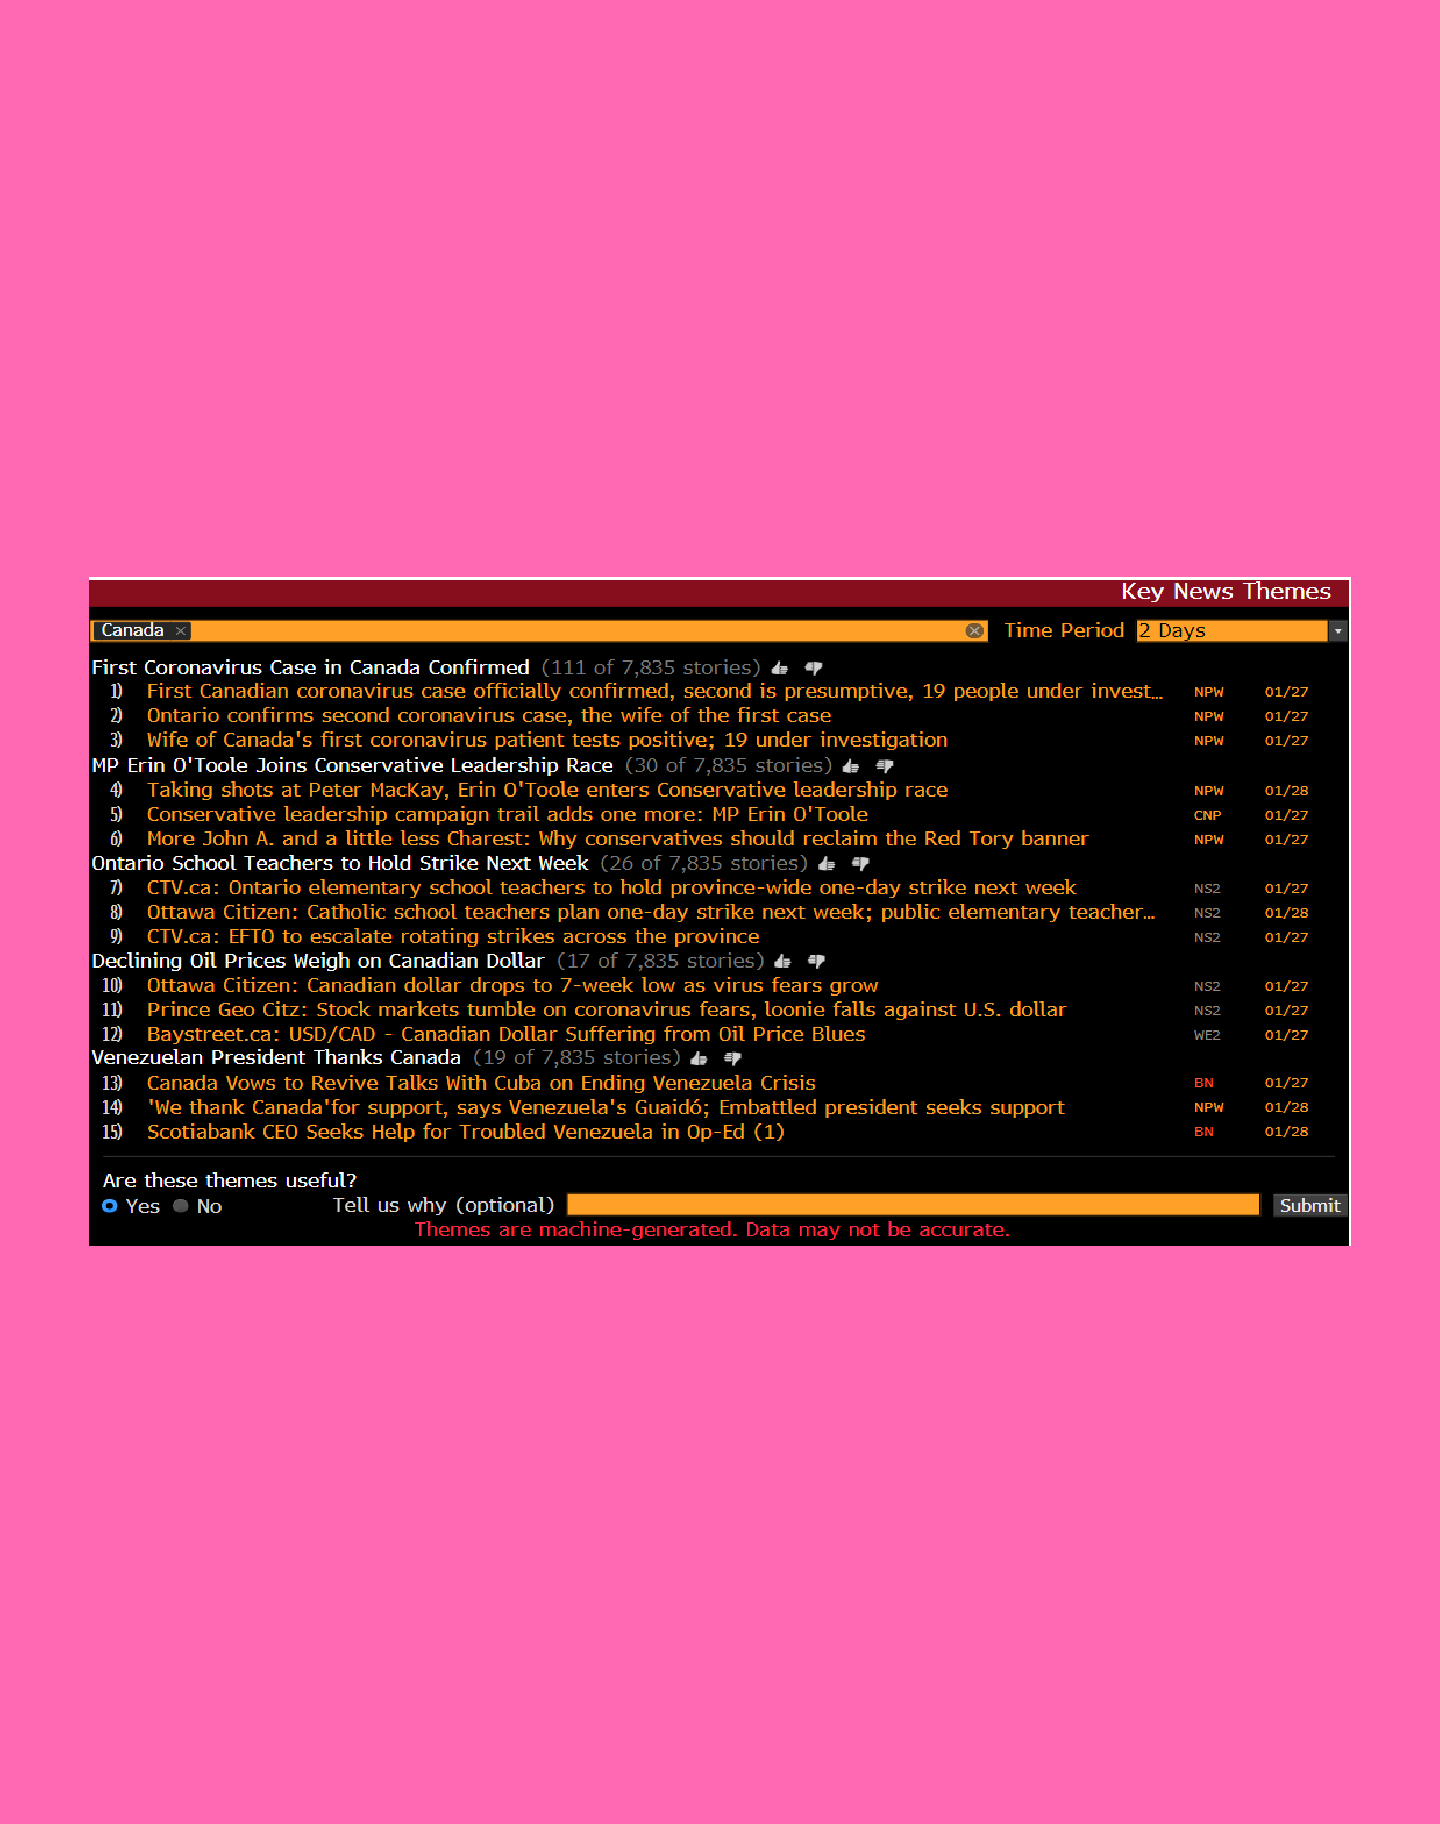 Key News Themes
Canada × Time Period 2 Days
First Coronavirus Case in Canada Confirmed (111 of 7,835 stories)
1) First Canadian coronavirus case officially confirmed, second is presumptive, 19 people under invest... NPW 01/27
2) Ontario confirms second coronavirus case, the wife of the first case NPW 01/27
3) Wife of Canada's first coronavirus patient tests positive; 19 under investigation NPW 01/27
MP Erin O'Toole Joins Conservative Leadership Race (30 of 7,835 stories)
4) Taking shots at Peter MacKay, Erin O'Toole enters Conservative leadership race NPW 01/28
5) Conservative leadership campaign trail adds one more: MP Erin O'Toole CNP 01/27
6) More John A. and a little less Charest: Why conservatives should reclaim the Red Tory banner NPW 01/27
Ontario School Teachers to Hold Strike Next Week (26 of 7,835 stories)
7) CTV.ca: Ontario elementary school teachers to hold province-wide one-day strike next week NS2 01/27
8) Ottawa Citizen: Catholic school teachers plan one-day strike next week; public elementary teacher... NS2 01/28
9) CTV.ca: EFTO to escalate rotating strikes across the province NS2 01/27
Declining Oil Prices Weigh on Canadian Dollar (17 of 7,835 stories)
10) Ottawa Citizen: Canadian dollar drops to 7-week low as virus fears grow NS2 01/27
11) Prince Geo Citz: Stock markets tumble on coronavirus fears, loonie falls against U.S. dollar NS2 01/27
12) Baystreet.ca: USD/CAD - Canadian Dollar Suffering from Oil Price Blues WE2 01/27
Venezuelan President Thanks Canada (19 of 7,835 stories)
13) Canada Vows to Revive Talks With Cuba on Ending Venezuela Crisis BN 01/27
14) 'We thank Canada'for support, says Venezuela's Guaidó; Embattled president seeks support NPW 01/28
15) Scotiabank CEO Seeks Help for Troubled Venezuela in Op-Ed (1) BN 01/28
Are these themes useful?
Yes No Tell us why (optional) Submit
Themes are machine-generated. Data may not be accurate.